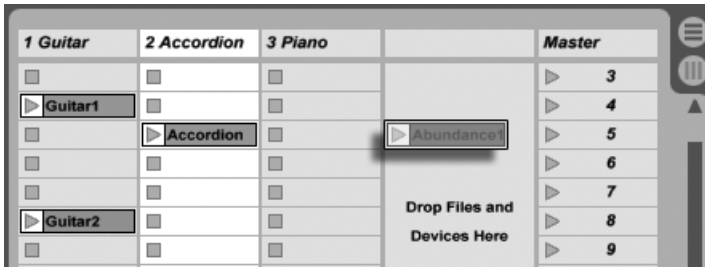 1 Guitar 2 Accordion 3 Piano Master
3
Guitar1 4
Accordion Abundance1 5
6
7
Drop Files and
Guitar2 8
Devices Here
9